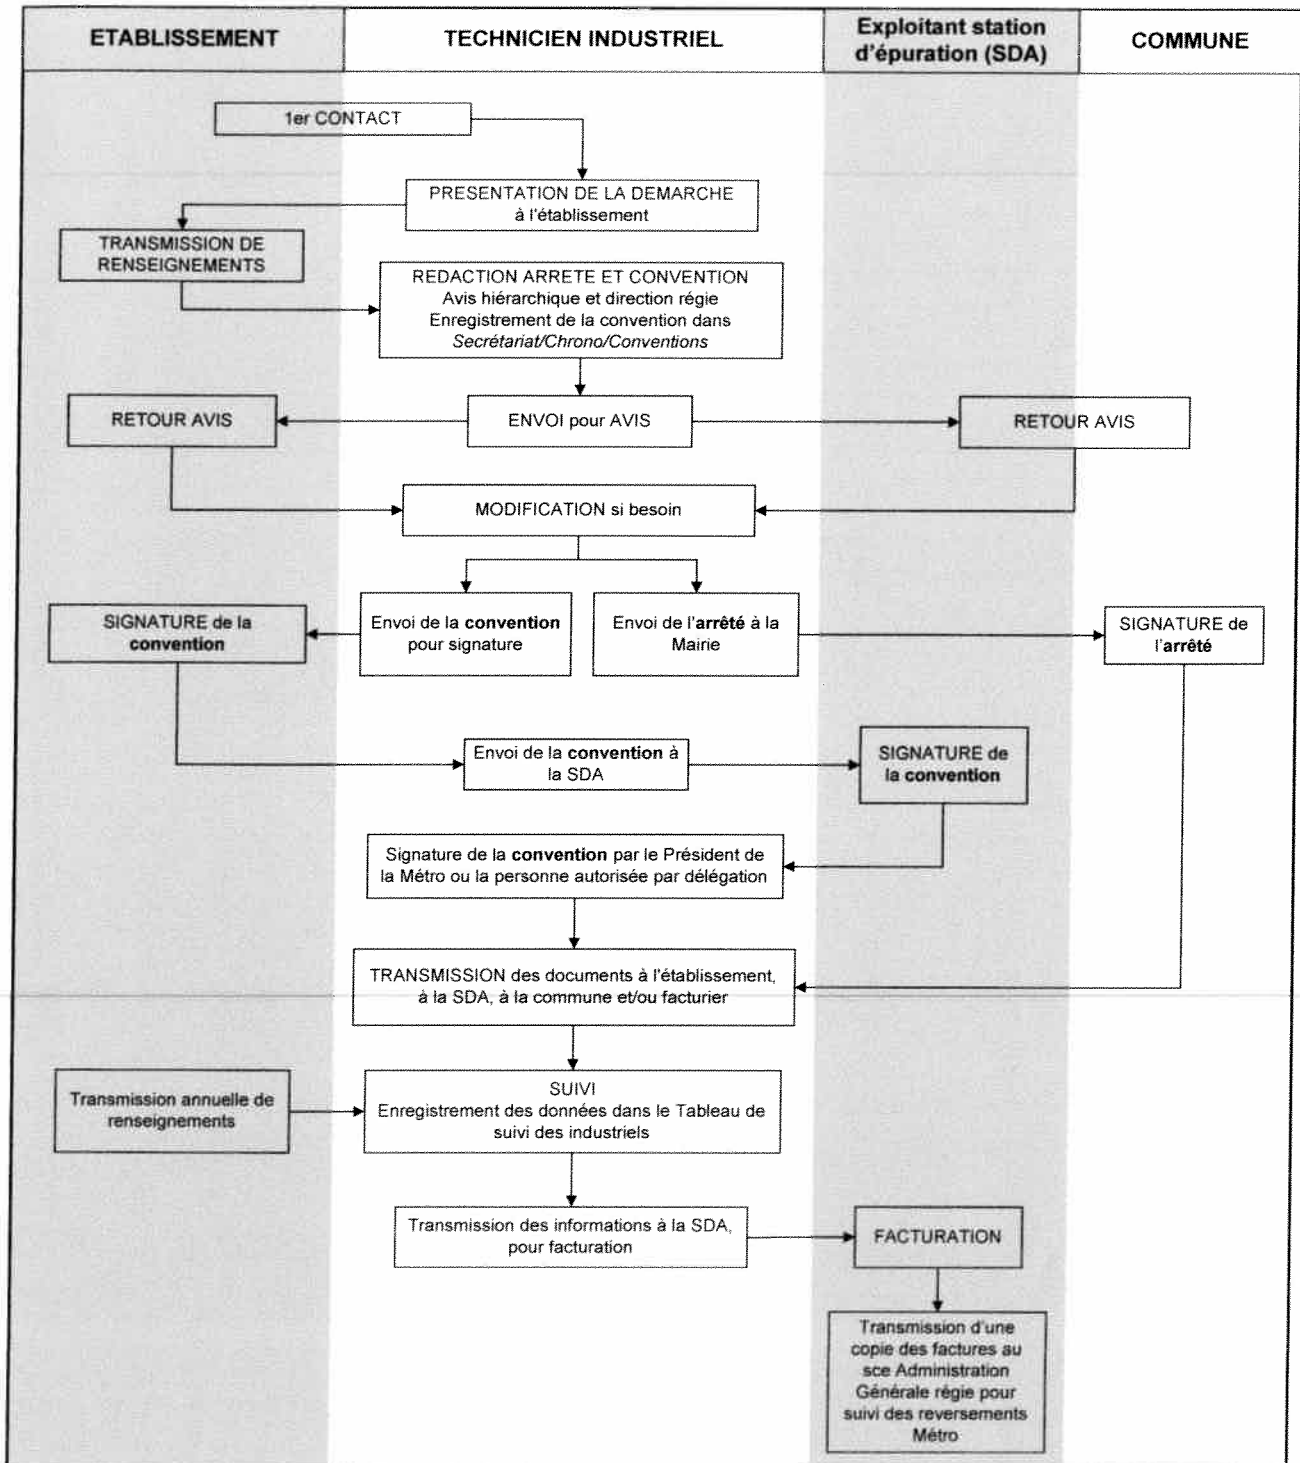 ETABLISSEMENT
TECHNICIEN INDUSTRIEL
Exploitant station
d'épuration (SDA)
COMMUNE
1er CONTACT
PRESENTATION DE LA DEMARCHE
à l'établissement
TRANSMISSION DE
RENSEIGNEMENTS
REDACTION ARRETE ET CONVENTION
Avis hiérarchique et direction régie
Enregistrement de la convention dans
Secrétariat/Chrono/Conventions
RETOUR AVIS
ENVOI pour AVIS
RETOUR AVIS
MODIFICATION si besoin
SIGNATURE de la
convention
Envoi de la convention
pour signature
Envoi de l'arrêté à la
Mairie
SIGNATURE de
l'arrêté
Envoi de la convention à
la SDA
SIGNATURE de
la convention
Signature de la convention par le Président de
la Métro ou la personne autorisée par délégation
TRANSMISSION des documents à l'établissement,
à la SDA, à la commune et/ou facturier
Transmission annuelle de
renseignements
SUIVI
Enregistrement des données dans le Tableau de
suivi des industriels
Transmission des informations à la SDA,
pour facturation
FACTURATION
Transmission d'une
copie des factures au
sce Administration
Générale régie pour
suivi des reversements
Métro